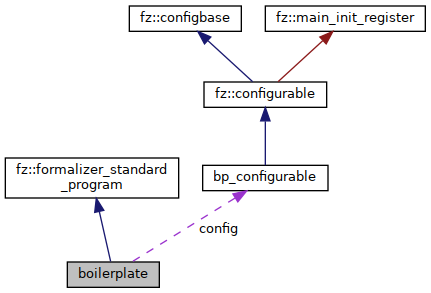 fz::configbase
fz::main_init_register
fz::configurable
fz::formalizer_standard
_program
bp_configurable
config
boilerplate